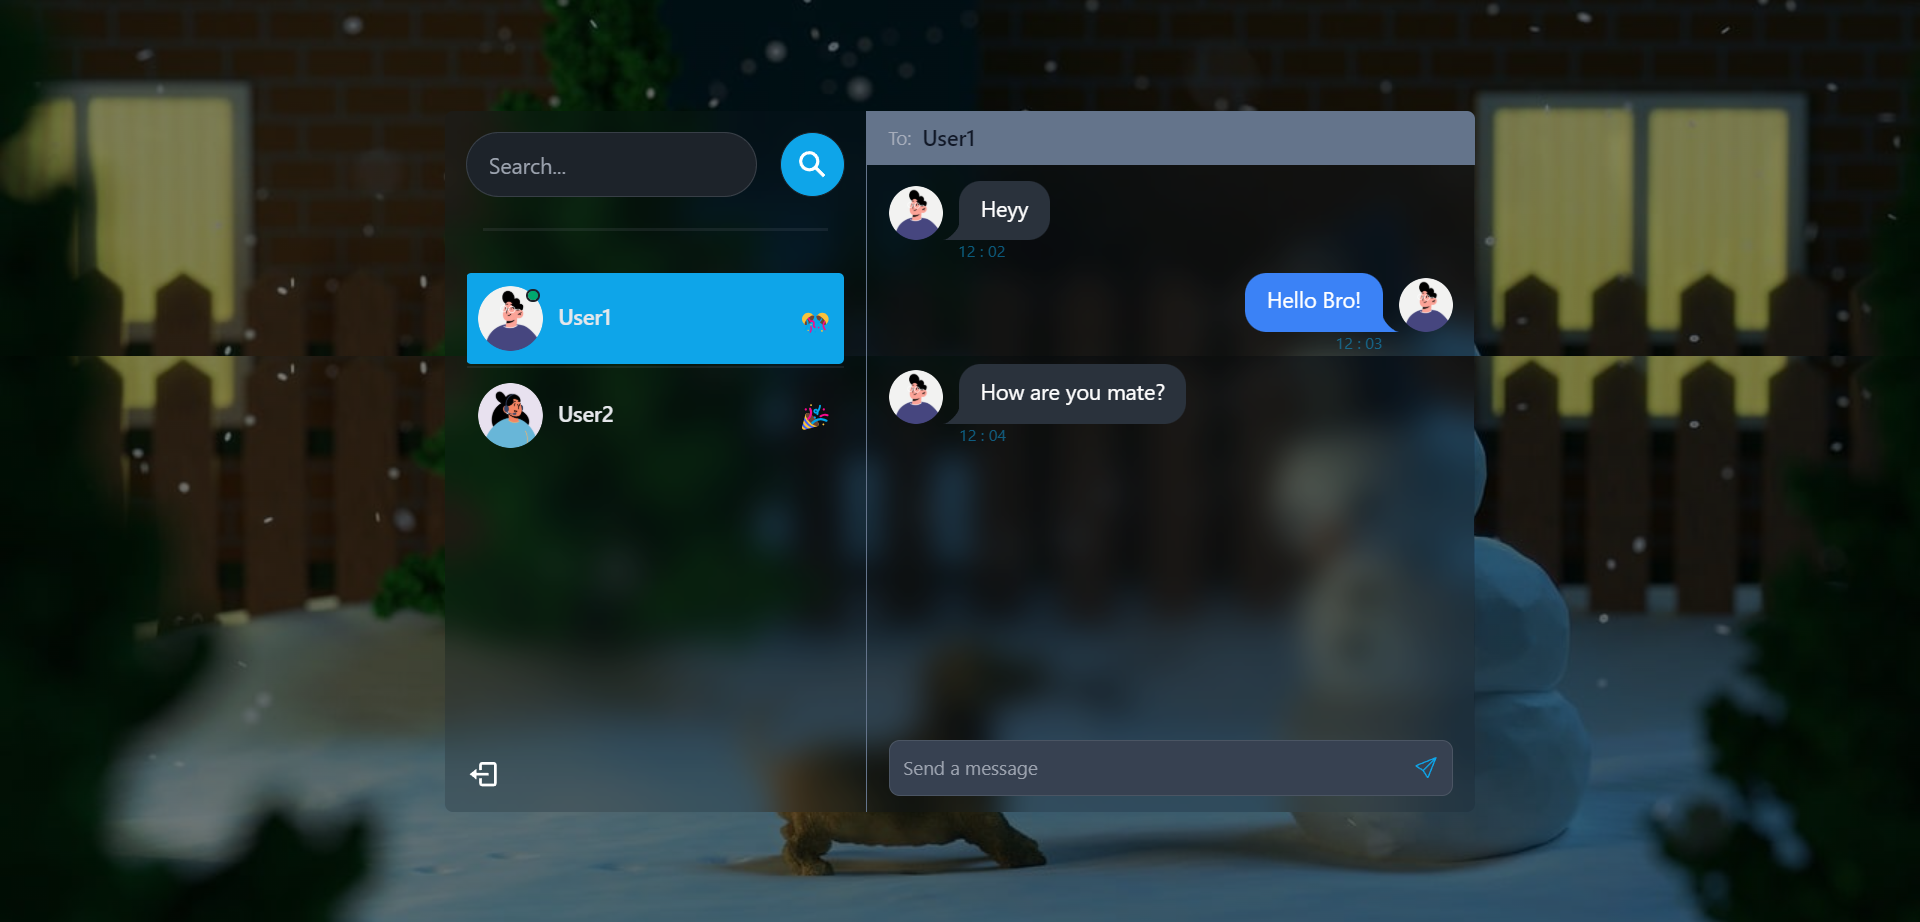 Search...
User1
User2
To: User1
Heyy
12 : 02
Hello Bro!
12 : 03
How are you mate?
12 : 04
Send a message